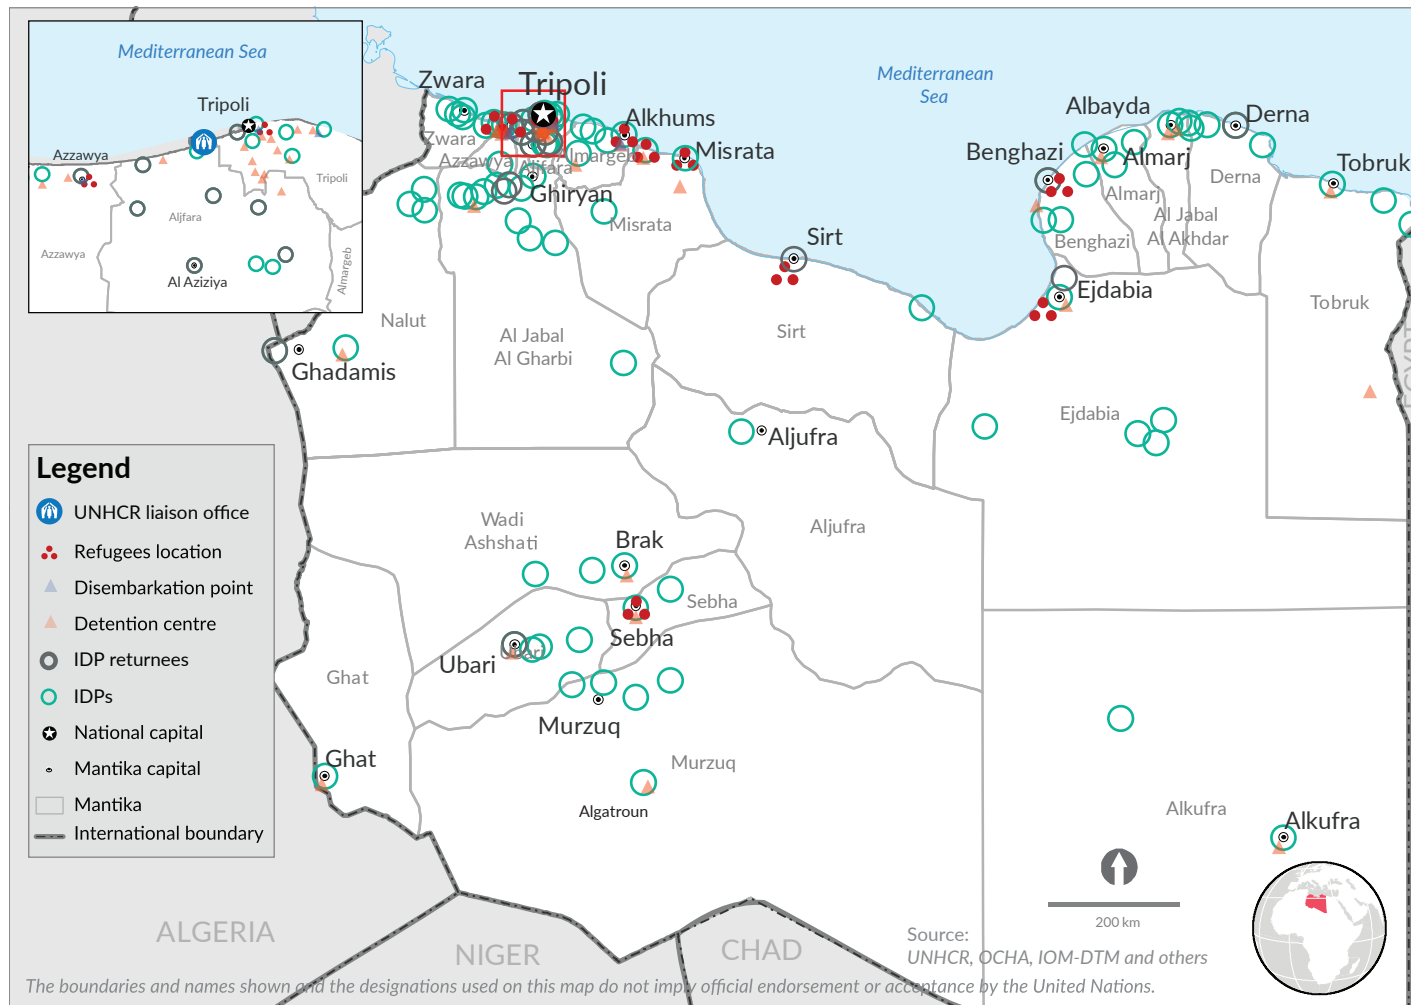 Mediterranean Sea
Tripoli
Azzawya
Tripoli
Aljfara
Azzawya
Almargeb
Al Aziziya
Mediterranean
Sea
Zwara
Tripoli
Alkhums
Misrata
Zwara
Azzawya
Aljfara
lmargeb
Ghiryan
Misrata
Albayda
Derna
Benghazi
Almarj
Tobruk
Almarj
Derna
Al Jabal
Al Akhdar
Benghazi
Sirt
Ejdabia
Tobruk
Nalut
Al Jabal
Al Gharbi
Sirt
Ghadamis
Ejdabia
Aljufra
EGYPT
Legend
UNHCR liaison office
Refugees location
Disembarkation point
Detention centre
IDP returnees
IDPs
National capital
Mantika capital
Mantika
International boundary
Wadi
Ashshati
Brak
Aljufra
Sebha
Sebha
Ubari
Ubari
Ghat
Murzuq
Ghat
Murzuq
Algatroun
Alkufra
Alkufra
200 km
ALGERIA
NIGER
CHAD
Source:
UNHCR, OCHA, IOM-DTM and others
The boundaries and names shown and the designations used on this map do not imply official endorsement or acceptance by the United Nations.